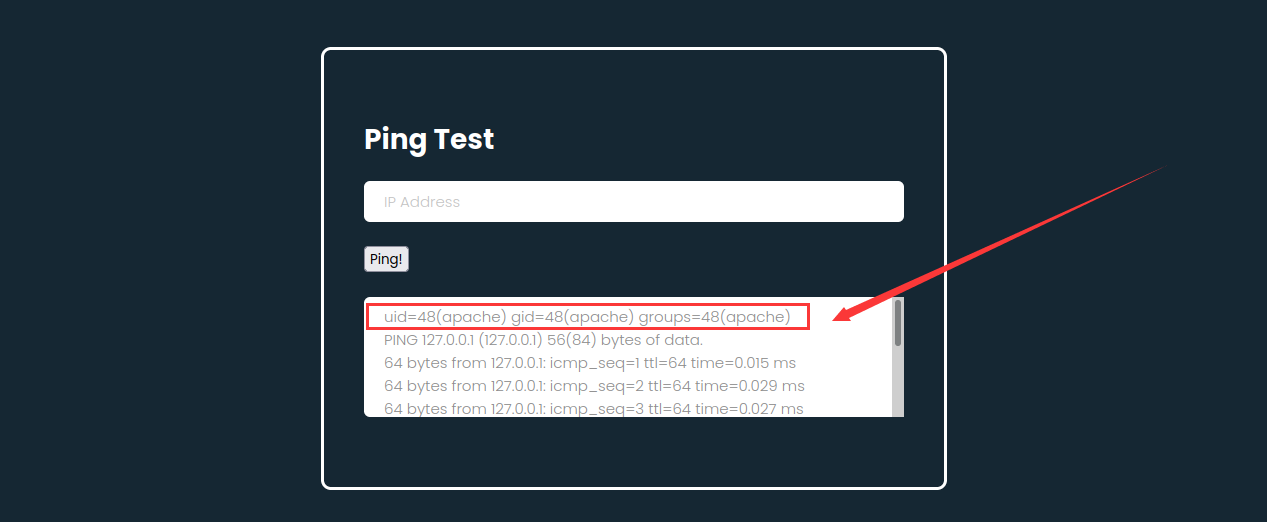 Ping Test
IP Address
Ping!
uid=48(apache) gid=48(apache) groups=48(apache)
PING 127.0.0.1 (127.0.0.1) 56(84) bytes of data.
64 bytes from 127.0.0.1: icmp_seq=1 ttl=64 time=0.015 ms
64 bytes from 127.0.0.1: icmp_seq=2 ttl=64 time=0.029 ms
64 bytes from 127.0.0.1: icmp_seq=3 ttl=64 time=0.027 ms